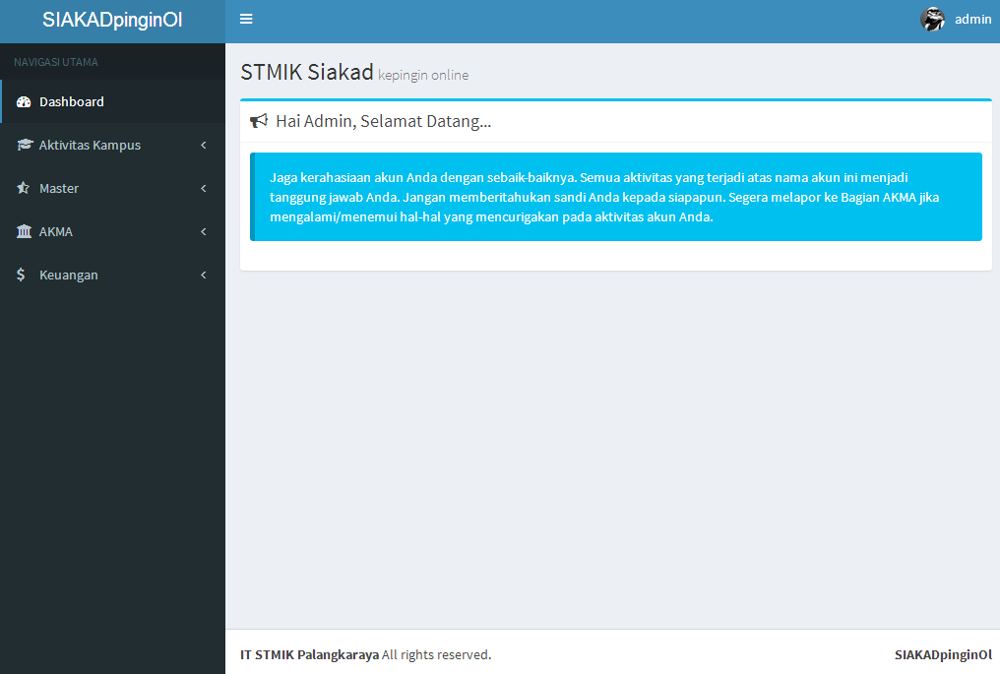 SIAKADpinginOl
admin
NAVIGASI UTAMA
Dashboard
Aktivitas Kampus
Master
AKMA
Keuangan
STMIK Siakad kepingin online
Hai Admin, Selamat Datang...
Jaga kerahasiaan akun Anda dengan sebaik-baiknya. Semua aktivitas yang terjadi atas nama akun ini menjadi
tanggung jawab Anda. Jangan memberitahukan sandi Anda kepada siapapun. Segera melapor ke Bagian AKMA jika
mengalami/menemui hal-hal yang mencurigakan pada aktivitas akun Anda.
IT STMIK Palangkaraya All rights reserved.
SIAKADpinginOl